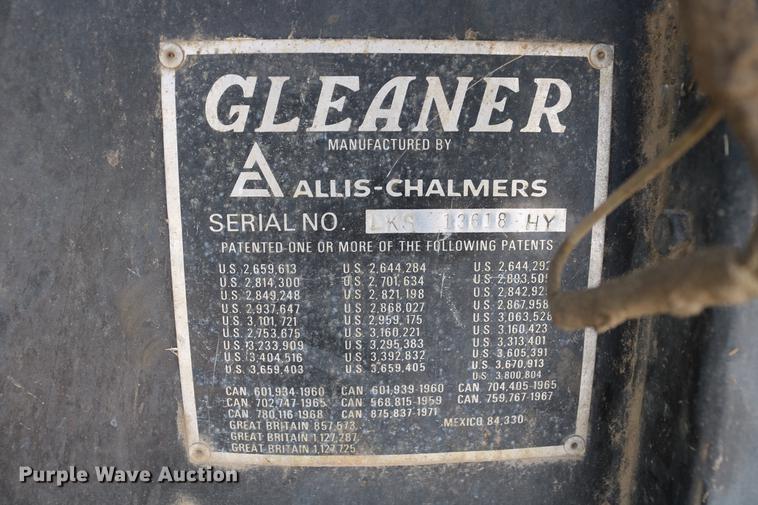 GLEANER
MANUFACTURED BY
ALLIS-CHALMERS
SERIAL NO. LKS 13618 HY
PATENTED ONE OR MORE OF THE FOLLOWING PATENTS
U.S. 2,659,613 U.S. 2,644,284 U.S. 2,644,292
U.S. 2,814,300 U.S. 2,701,634 U.S. 2,803,509
U.S. 2,849,248 U.S. 2,821,198 U.S. 2,842,92
U.S. 2,937,647 U.S. 2,868,027 U.S. 2,867,958
U.S. 3,101,721 U.S. 2,959,175 U.S. 3,063,528
U.S. 2,753,675 U.S. 3,160,221 U.S. 3,160,423
U.S. 3,233,909 U.S. 3,295,383 U.S. 3,313,401
U.S. 3,404,516 U.S. 3,392,832 U.S. 3,605,391
U.S. 3,659,403 U.S. 3,659,405 U.S. 3,670,913
U.S. 3,800,804
CAN. 601,934-1960 CAN. 601,939-1960 CAN. 704,405-1965
CAN. 702,747-1965 CAN. 568,815-1959 CAN. 759,767-1967
CAN. 780,116-1968 CAN. 875,837-1971
GREAT BRITAIN 857,573 MEXICO 84,330
GREAT BRITAIN 1,127,287
GREAT BRITAIN 1,127,725
Purple Wave Auction